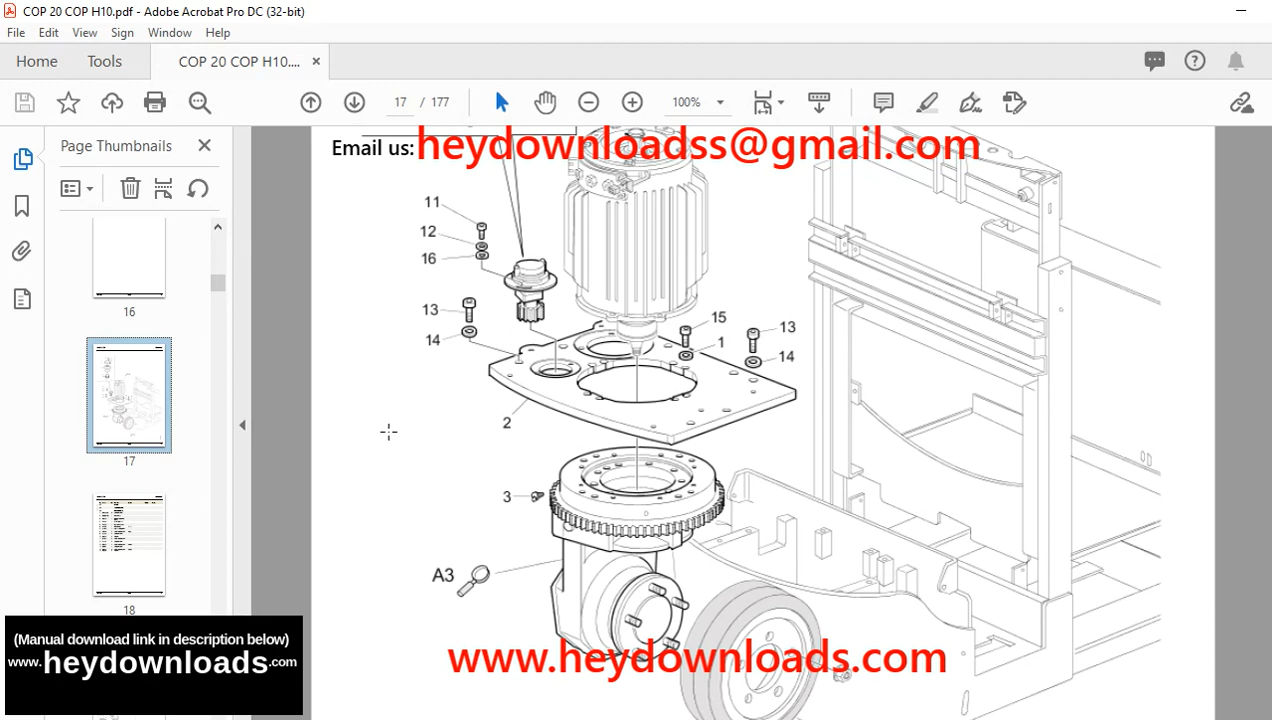 COP 20 COP H10.pdf - Adobe Acrobat Pro DC (32-bit)
File Edit View Sign Window Help
Home Tools COP 20 COP H10.... ×
17 / 177 100%
Page Thumbnails
16
17
18
Email us: heydownloadss@gmail.com
11
12
16
13
14
15
1
13
14
2
3
A3
www.heydownloads.com
(Manual download link in description below)
www.heydownloads.com